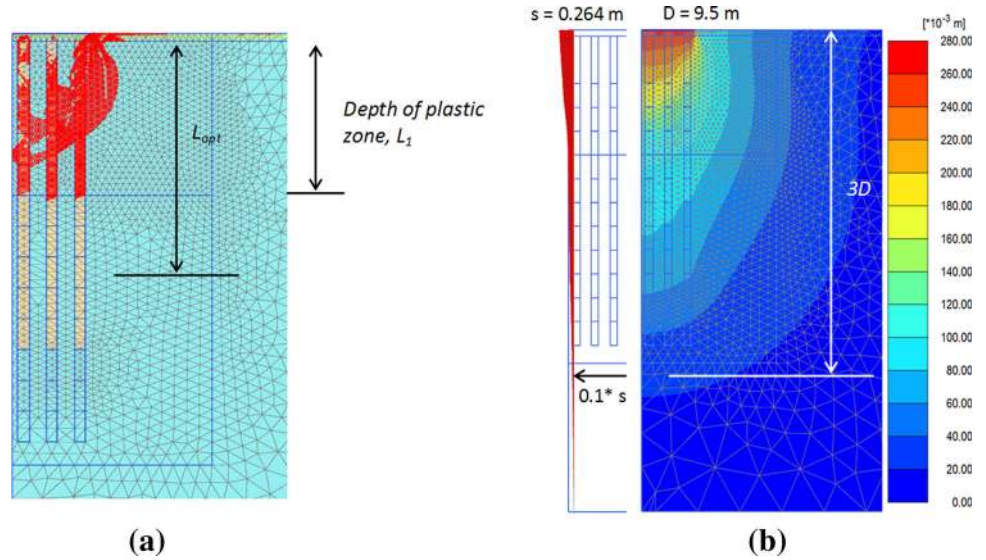 s = 0.264 m
D = 9.5 m
[*10⁻³ m]
280.00
260.00
240.00
220.00
200.00
180.00
160.00
140.00
120.00
100.00
80.00
60.00
40.00
20.00
0.00
Lopt
Depth of plastic
zone, L1
3D
0.1* s
(a)
(b)